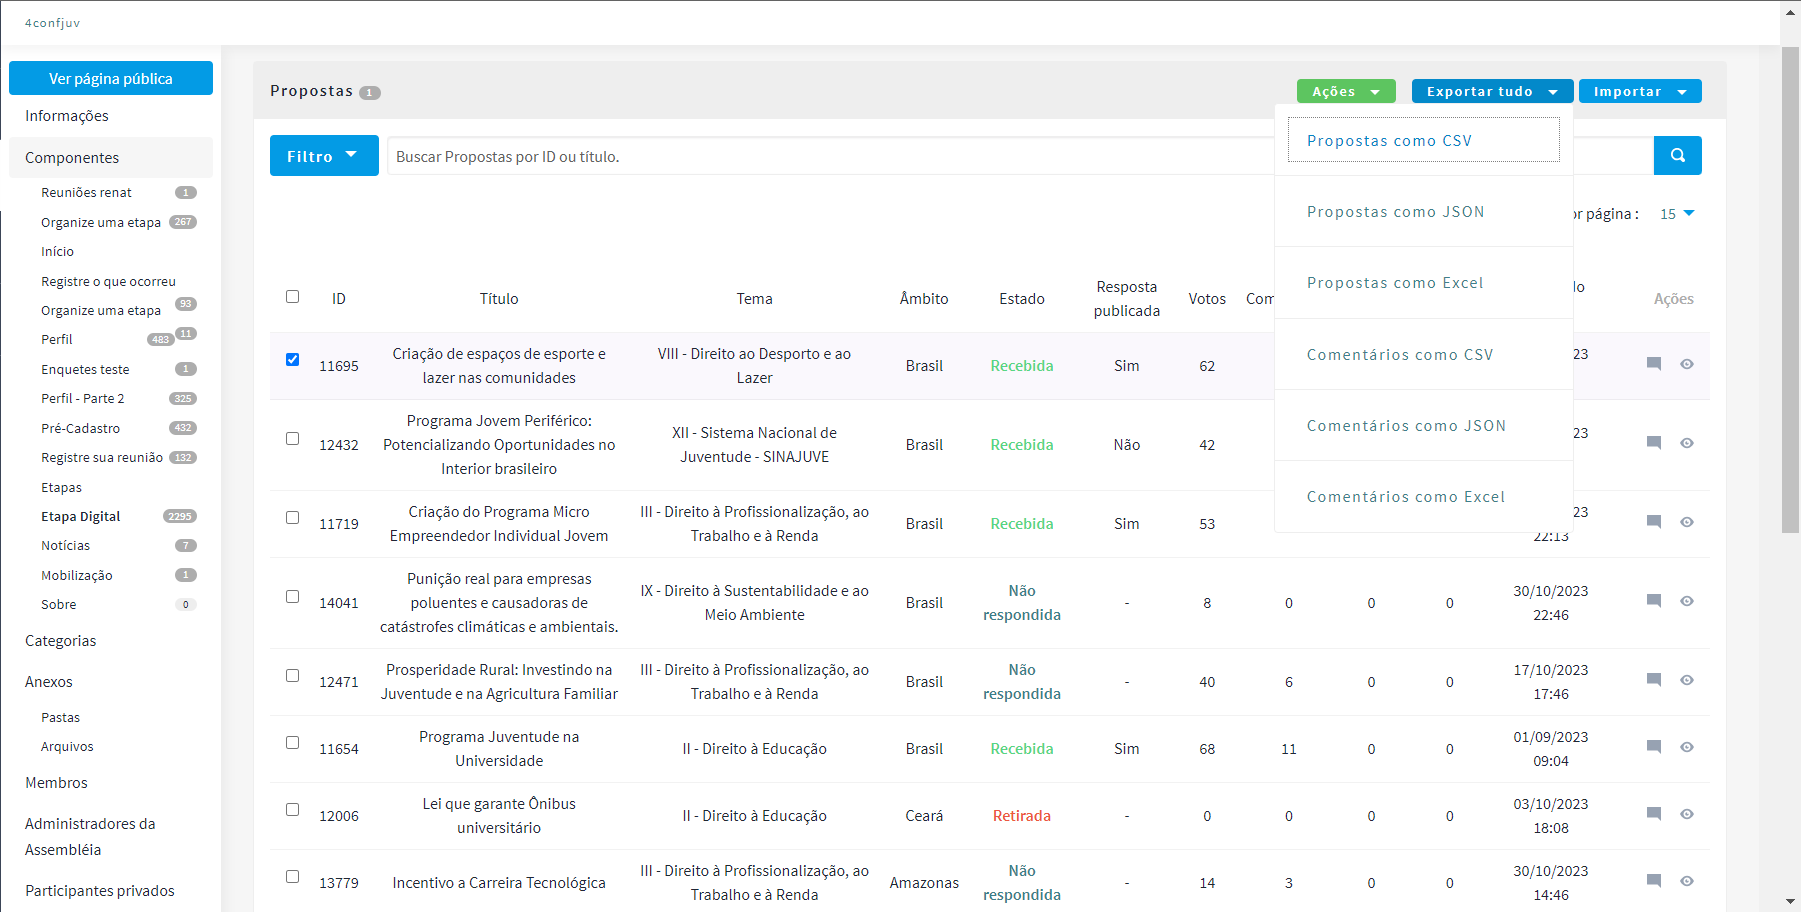 4confjuv
Ver página pública
Informações
Componentes
Reuniões renat 1
Organize uma etapa 267
Início
Registre o que ocorreu
93
Organize uma etapa
Perfil 483 11
Enquetes teste 1
Perfil - Parte 2 325
Pré-Cadastro 432
Registre sua reunião 132
Etapas
Etapa Digital 2295
Notícias 7
Mobilização 1
Sobre 0
Categorias
Anexos
Pastas
Arquivos
Membros
Administradores da
Assembléia
Participantes privados
Propostas 1
Ações Exportar tudo Importar
Filtro Buscar Propostas por ID ou título.
Propostas como CSV
Propostas como JSON
Propostas como Excel
Comentários como CSV
Comentários como JSON
Comentários como Excel
página : 15
ID Título Tema Âmbito Estado Resposta
publicada Votos Com Ações
11695 Criação de espaços de esporte e
lazer nas comunidades VIII - Direito ao Desporto e ao
Lazer Brasil Recebida Sim 62 23
12432 Programa Jovem Periférico:
Potencializando Oportunidades no
Interior brasileiro XII - Sistema Nacional de
Juventude - SINAJUVE Brasil Recebida Não 42 23
11719 Criação do Programa Micro
Empreendedor Individual Jovem III - Direito à Profissionalização, ao
Trabalho e à Renda Brasil Recebida Sim 53 23
22:13
14041 Punição real para empresas
poluentes e causadoras de
catástrofes climáticas e ambientais. IX - Direito à Sustentabilidade e ao
Meio Ambiente Brasil Não
respondida - 8 0 0 0 30/10/2023
22:46
12471 Prosperidade Rural: Investindo na
Juventude e na Agricultura Familiar III - Direito à Profissionalização, ao
Trabalho e à Renda Brasil Não
respondida - 40 6 0 0 17/10/2023
17:46
11654 Programa Juventude na
Universidade II - Direito à Educação Brasil Recebida Sim 68 11 0 0 01/09/2023
09:04
12006 Lei que garante Ônibus
universitário II - Direito à Educação Ceará Retirada - 0 0 0 0 03/10/2023
18:08
13779 Incentivo a Carreira Tecnológica III - Direito à Profissionalização, ao
Trabalho e à Renda Amazonas Não
respondida - 14 3 0 0 30/10/2023
14:46